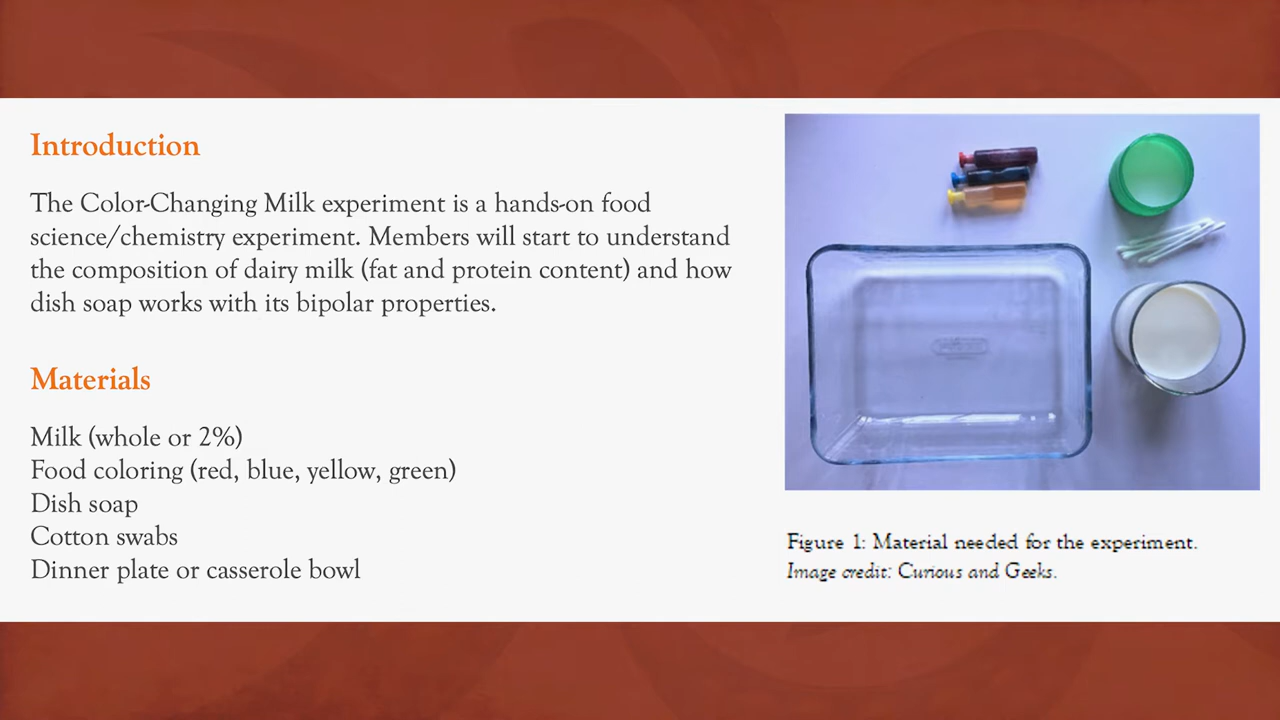 Introduction
The Color-Changing Milk experiment is a hands-on food
science/chemistry experiment. Members will start to understand
the composition of dairy milk (fat and protein content) and how
dish soap works with its bipolar properties.
Materials
Milk (whole or 2%)
Food coloring (red, blue, yellow, green)
Dish soap
Cotton swabs
Dinner plate or casserole bowl
Figure 1: Material needed for the experiment.
Image credit: Curious and Geeks.